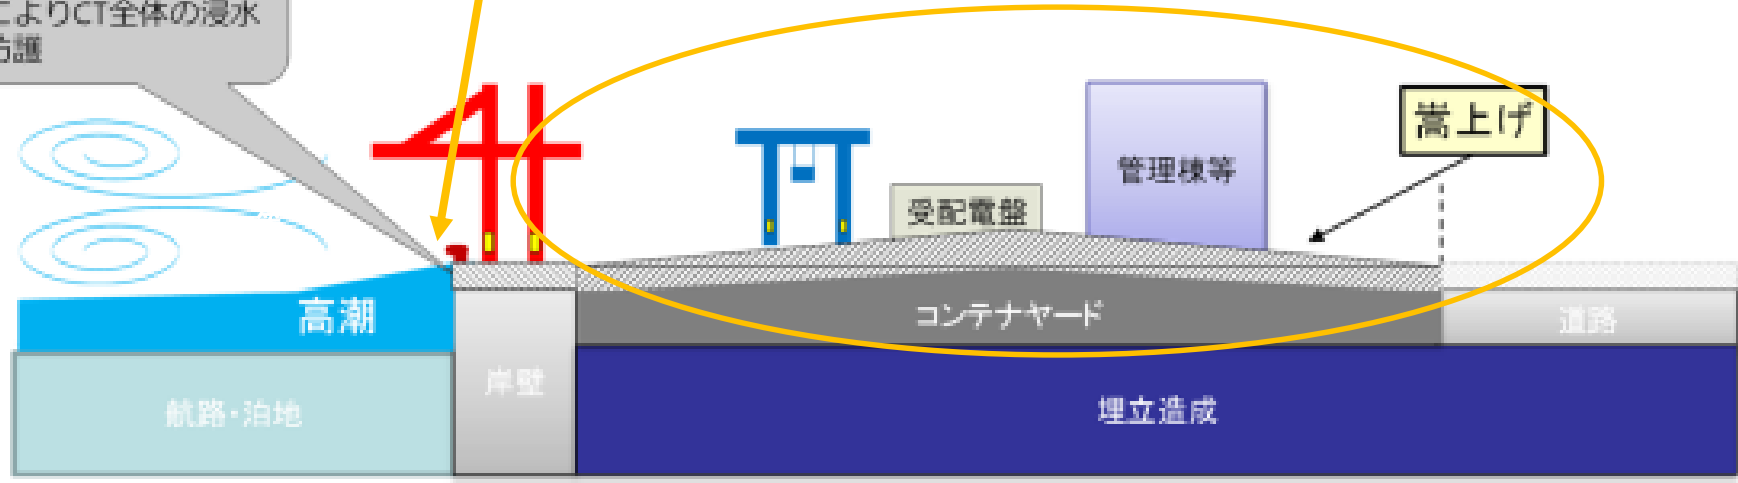 によりCT全体の浸水
防護
嵩上げ
管理棟等
受配電盤
高潮
コンテナヤード
道路
岸壁
航路・泊地
埋立造成